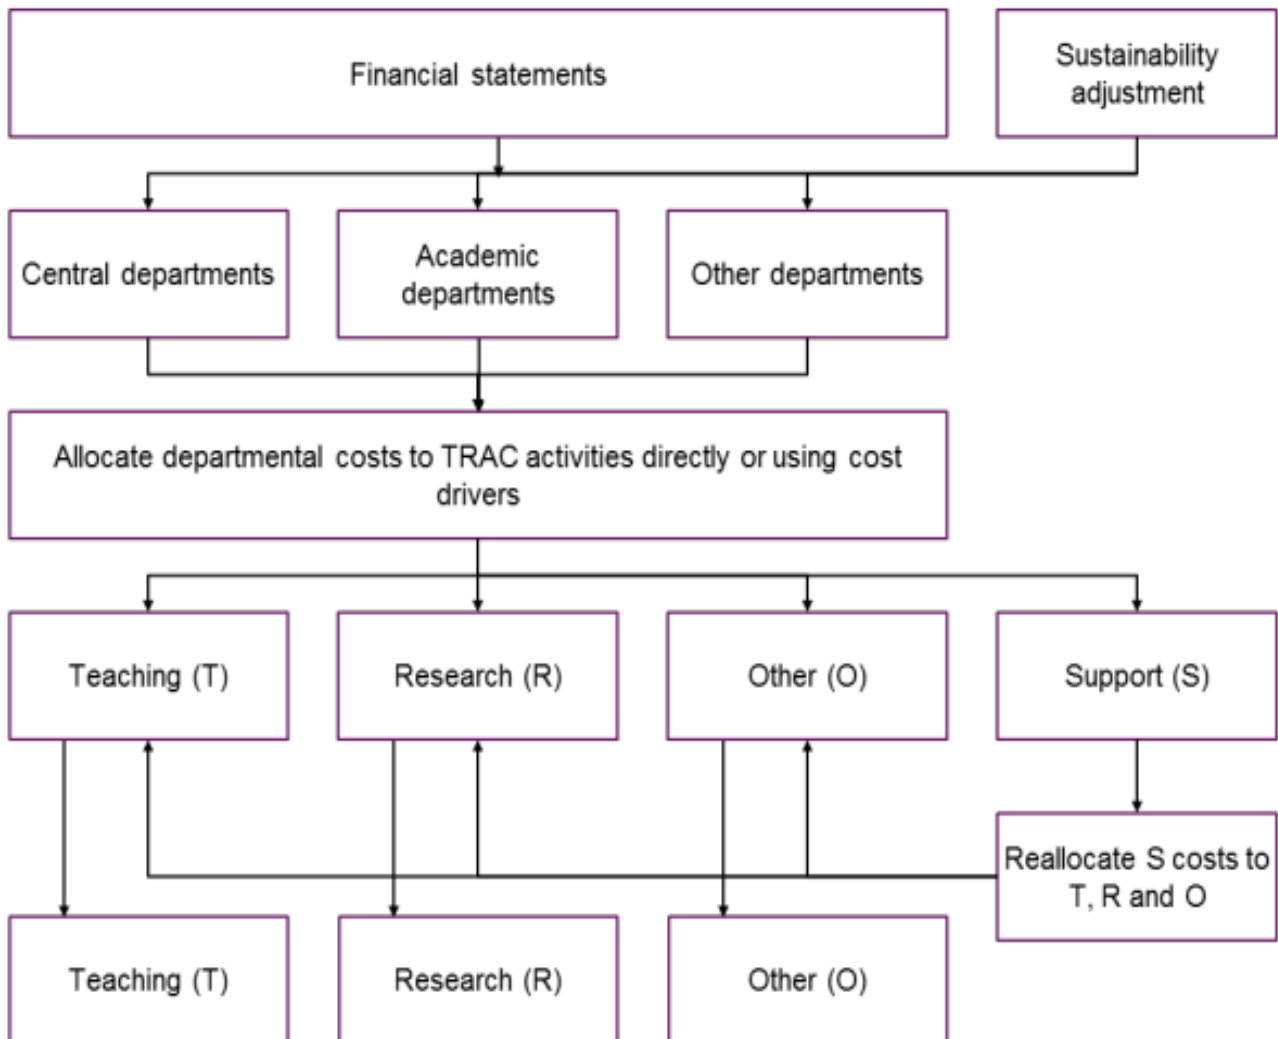 Financial statements
Sustainability
adjustment
Central departments
Academic
departments
Other departments
Allocate departmental costs to TRAC activities directly or using cost
drivers
Teaching (T)
Research (R)
Other (O)
Support (S)
Reallocate S costs to
T, R and O
Teaching (T)
Research (R)
Other (O)